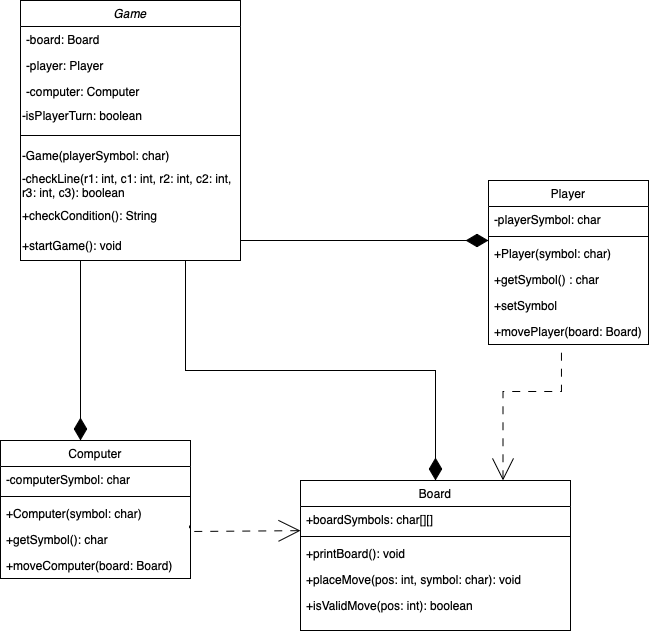 Game
-board: Board
-player: Player
-computer: Computer
-isPlayerTurn: boolean
-Game(playerSymbol: char)
-checkLine(r1: int, c1: int, r2: int, c2: int,
r3: int, c3): boolean
+checkCondition(): String
+startGame(): void
Player
-playerSymbol: char
+Player(symbol: char)
+getSymbol() : char
+setSymbol
+movePlayer(board: Board)
Computer
-computerSymbol: char
+Computer(symbol: char)
+getSymbol(): char
+moveComputer(board: Board)
Board
+boardSymbols: char[][]
+printBoard(): void
+placeMove(pos: int, symbol: char): void
+isValidMove(pos: int): boolean